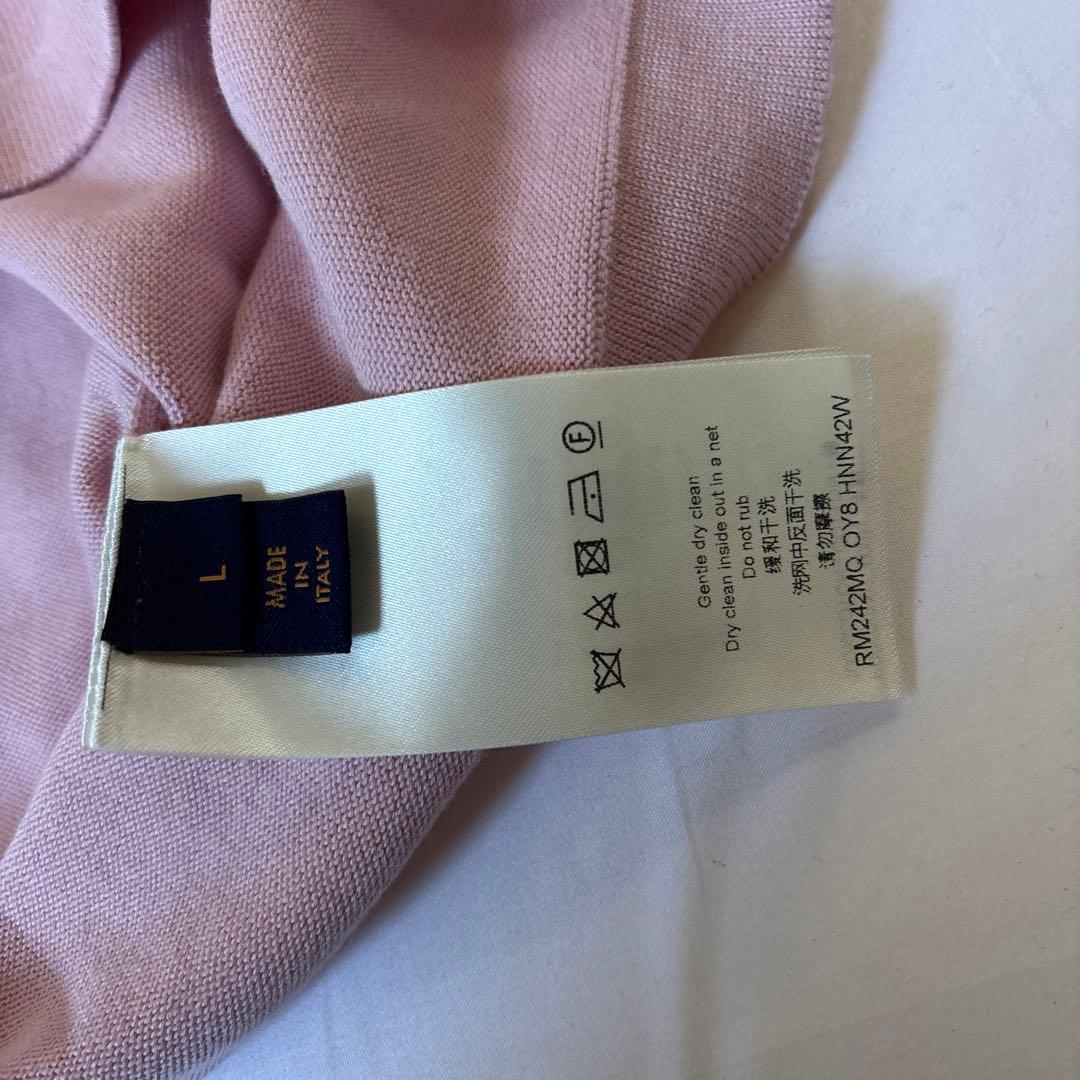 L
MADE
IN
ITALY
F
Gentle dry clean
Dry clean inside out in a net
Do not rub
缓和干洗
洗网中反面干洗
请勿摩擦
RM242MQ OY8 HNN42W